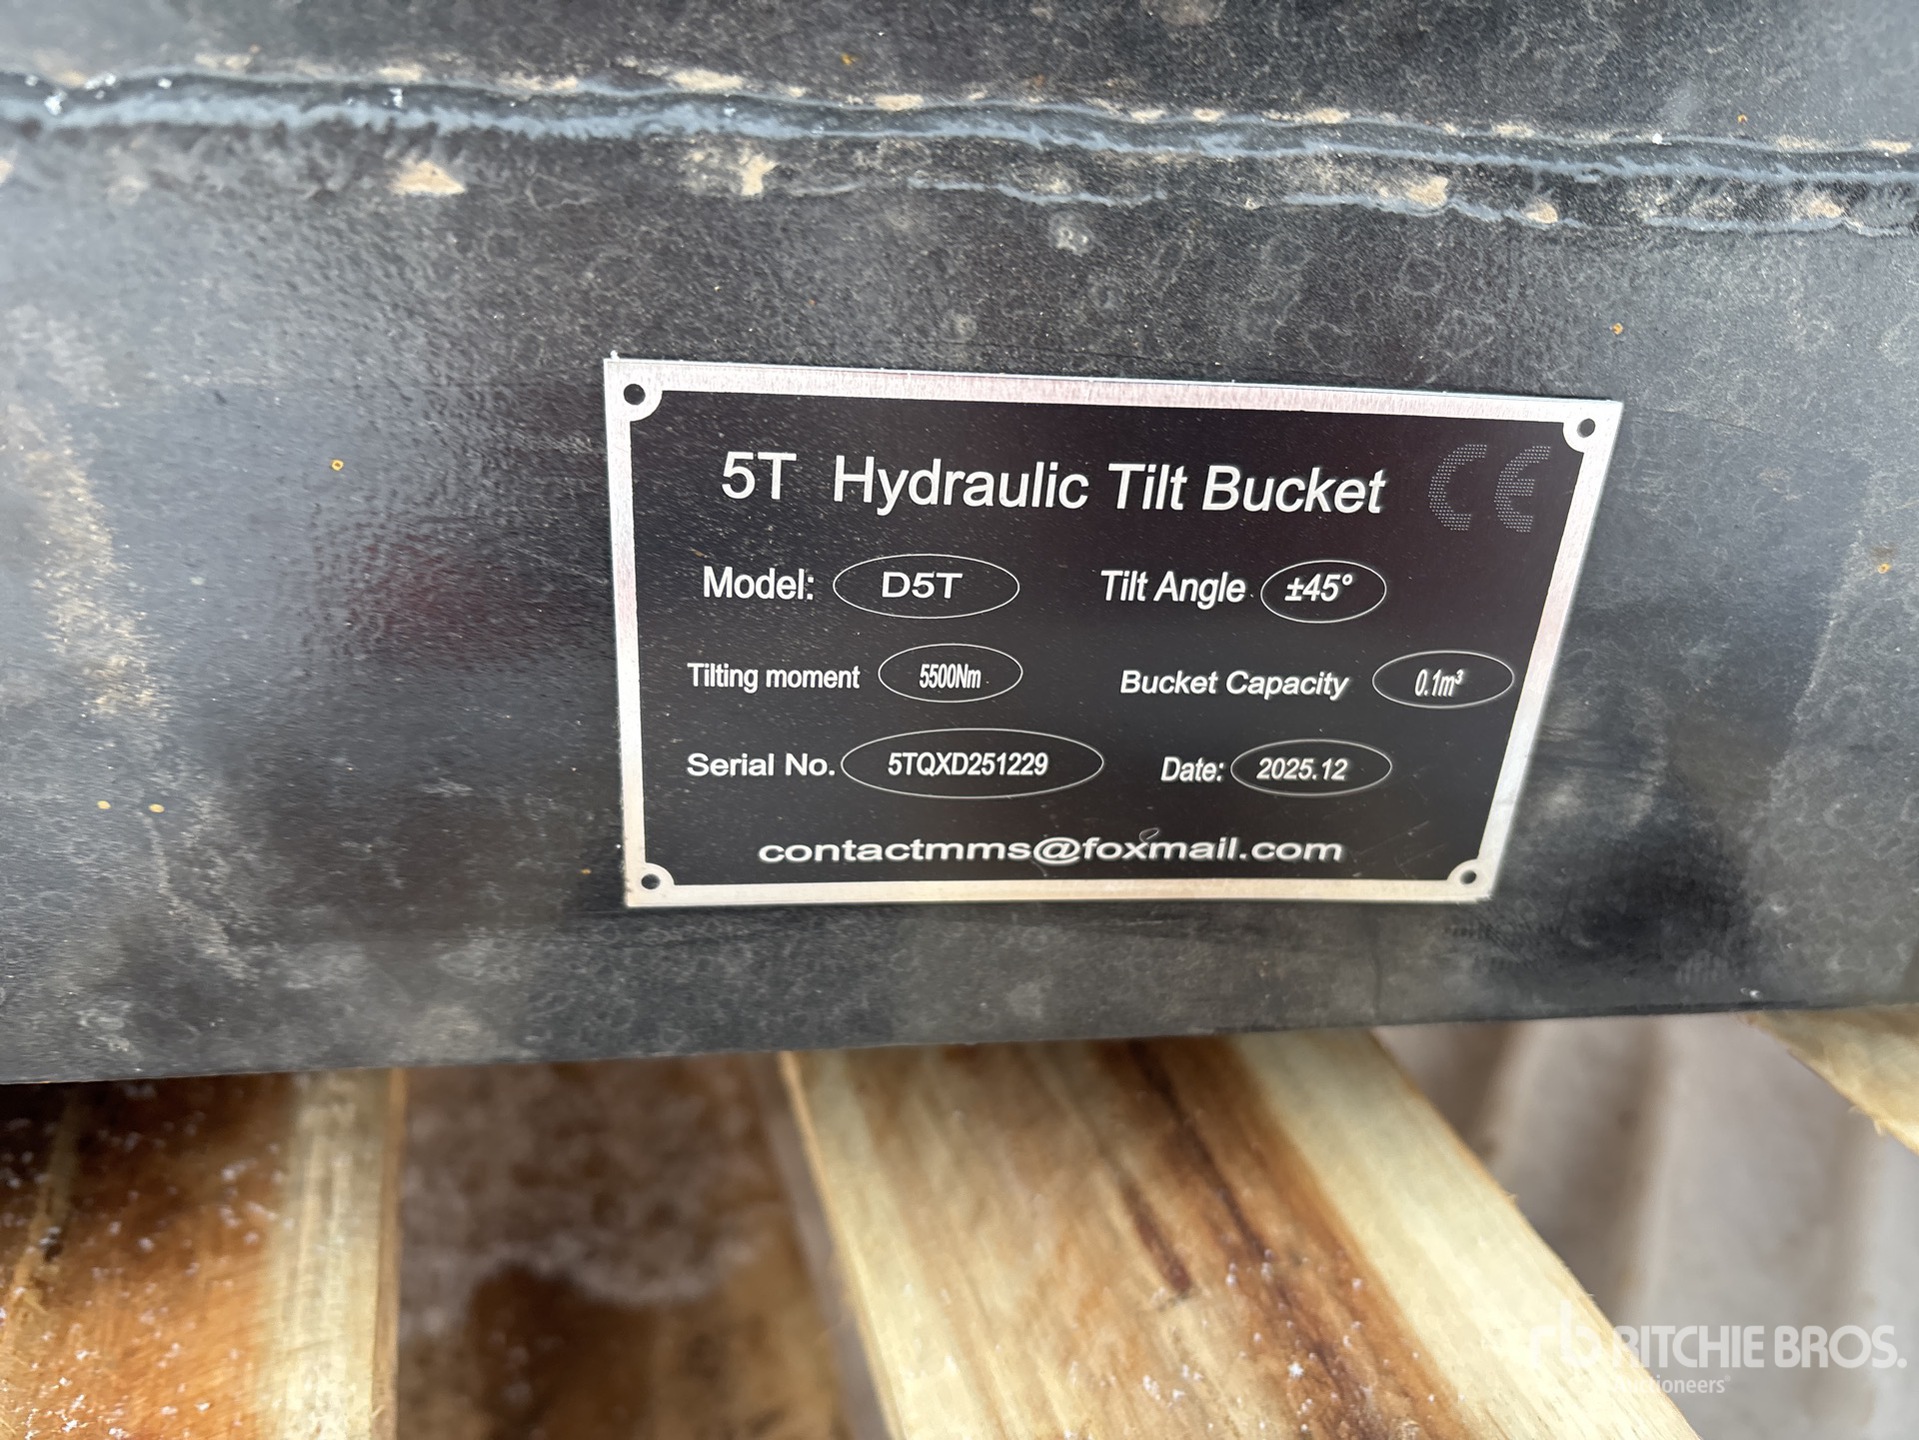 5T Hydraulic Tilt Bucket CE
Model: D5T Tilt Angle ±45°
Tilting moment 5500Nm Bucket Capacity 0.1m³
Serial No. 5TQXD251229 Date: 2025.12
contactmms@foxmail.com
rb RITCHIE BROS.
Auctioneers